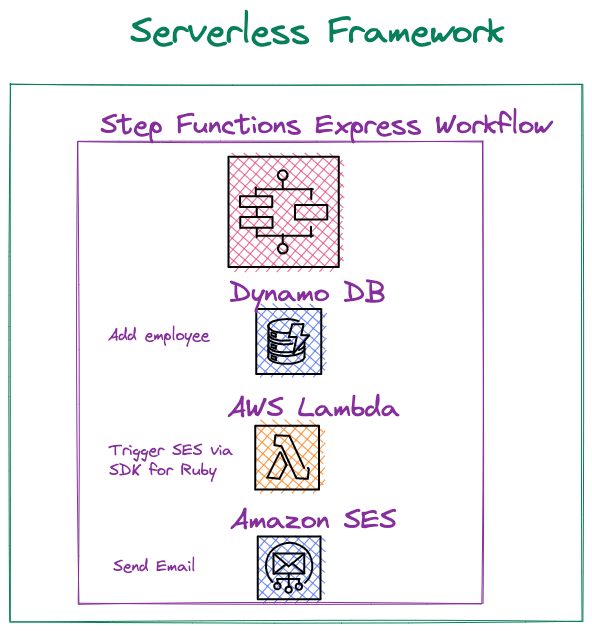 Serverless Framework
Step Functions Express Workflow
Dynamo DB
Add employee
AWS Lambda
Trigger SES via
SDK for Ruby
Amazon SES
Send Email